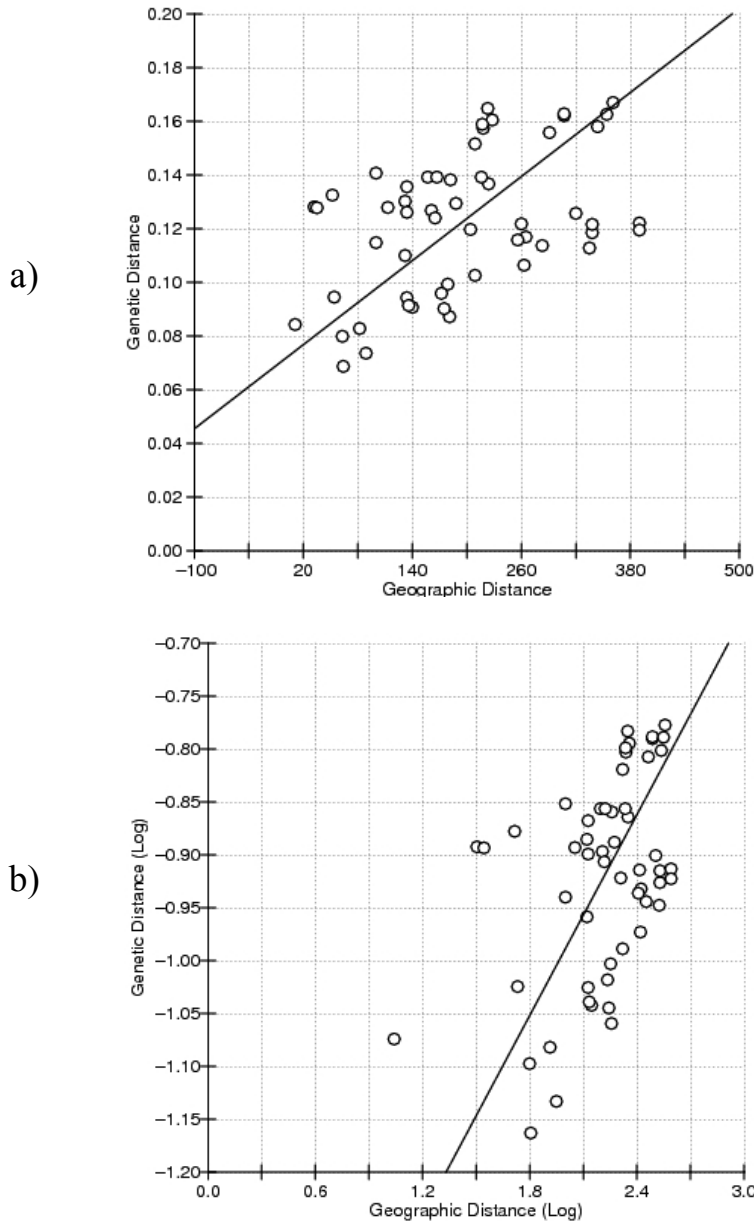 a)
Genetic Distance
0.20
0.18
0.16
0.14
0.12
0.10
0.08
0.06
0.04
0.02
0.00
−100 20 140 260 380 500
Geographic Distance
b)
Genetic Distance (Log)
−0.70
−0.75
−0.80
−0.85
−0.90
−0.95
−1.00
−1.05
−1.10
−1.15
−1.20
0.0 0.6 1.2 1.8 2.4 3.0
Geographic Distance (Log)